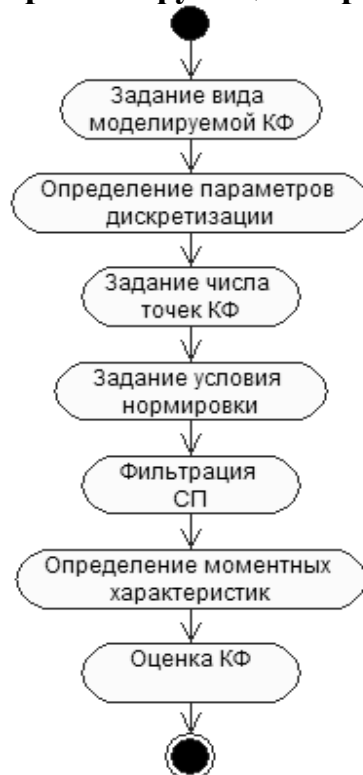 Задание вида
моделируемой КФ
Определение параметров
дискретизации
Задание числа
точек КФ
Задание условия
нормировки
Фильтрация
СП
Определение моментных
характеристик
Оценка КФ